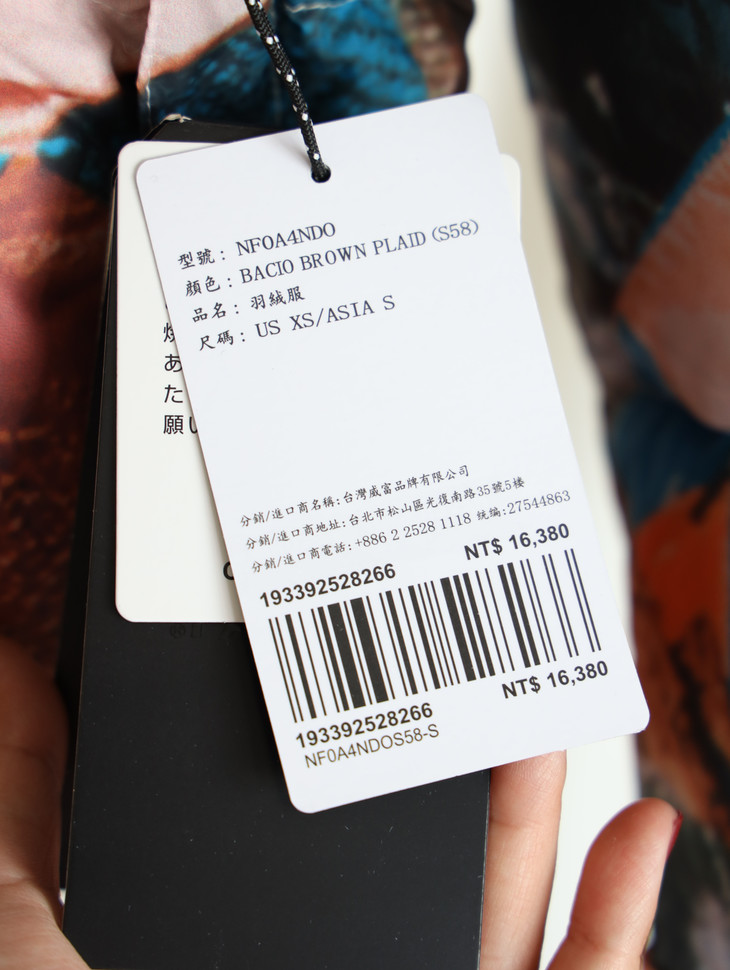 型號：NF0A4NDO
顏色：BACIO BROWN PLAID (S58)
品名：羽絨服
尺碼：US XS/ASIA S
あ
た
願い
分銷/進口商名稱:台灣威富品牌有限公司
分銷/進口商地址:台北市松山區光復南路35號5樓
分銷/進口商電話:+886 2 2528 1118 統編:27544863
193392528266 NT$ 16,380
193392528266 NT$ 16,380
NF0A4NDOS58-S